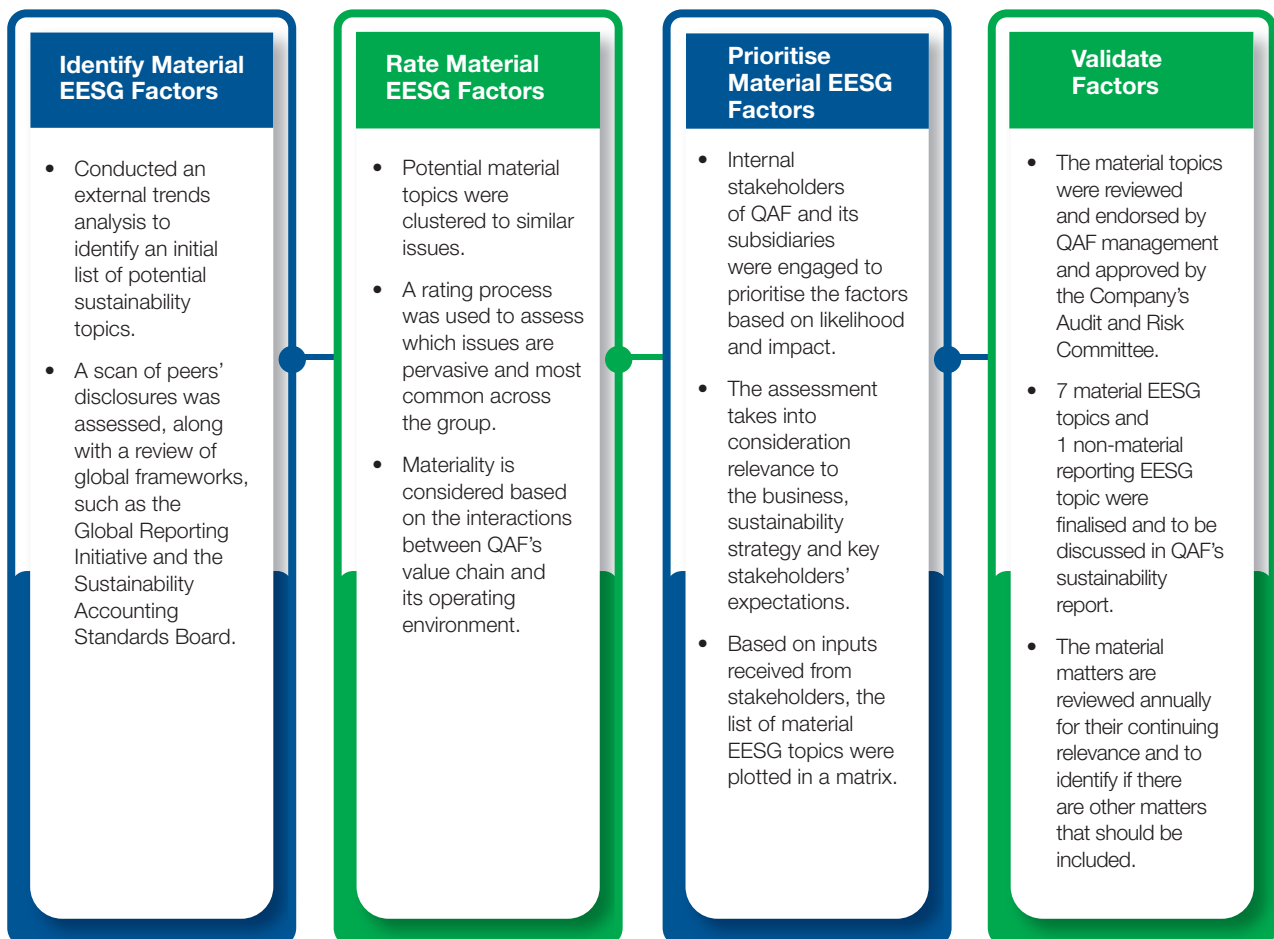 Identify Material
EESG Factors
• Conducted an
external trends
analysis to
identify an initial
list of potential
sustainability
topics.
• A scan of peers’
disclosures was
assessed, along
with a review of
global frameworks,
such as the
Global Reporting
Initiative and the
Sustainability
Accounting
Standards Board.
Rate Material
EESG Factors
• Potential material
topics were
clustered to similar
issues.
• A rating process
was used to assess
which issues are
pervasive and most
common across
the group.
• Materiality is
considered based
on the interactions
between QAF’s
value chain and
its operating
environment.
Prioritise
Material EESG
Factors
• Internal
stakeholders
of QAF and its
subsidiaries
were engaged to
prioritise the factors
based on likelihood
and impact.
• The assessment
takes into
consideration
relevance to
the business,
sustainability
strategy and key
stakeholders’
expectations.
• Based on inputs
received from
stakeholders, the
list of material
EESG topics were
plotted in a matrix.
Validate
Factors
• The material topics
were reviewed
and endorsed by
QAF management
and approved by
the Company’s
Audit and Risk
Committee.
• 7 material EESG
topics and
1 non-material
reporting EESG
topic were
finalised and to be
discussed in QAF’s
sustainability
report.
• The material
matters are
reviewed annually
for their continuing
relevance and to
identify if there
are other matters
that should be
included.